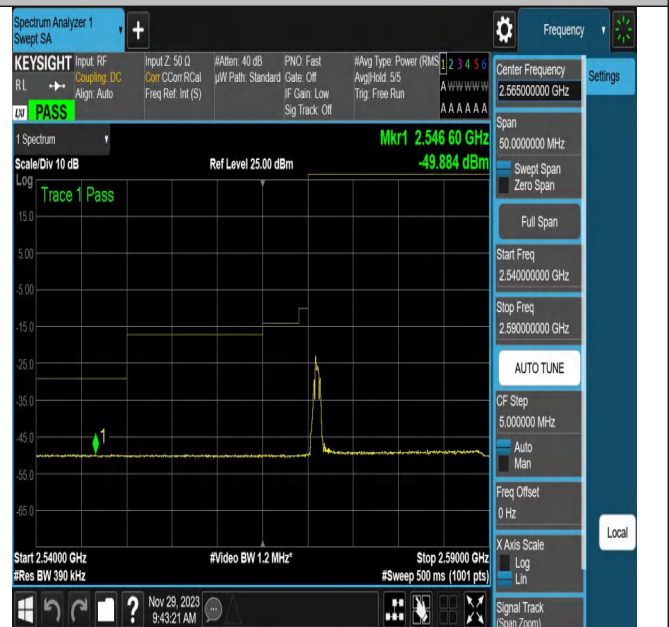 Spectrum Analyzer 1
Swept SA
Frequency
KEYSIGHT
RL
LXI
PASS
Input: RF
Coupling: DC
Align: Auto
Input Z: 50 Ω
Corr CCorr RCal
Freq Ref: Int (S)
#Atten: 40 dB
µW Path: Standard
PNO: Fast
Gate: Off
IF Gain: Low
Sig Track: Off
#Avg Type: Power (RMS
Avg|Hold: 5/5
Trig: Free Run
1 2 3 4 5 6
A W W W W W
A A A A A A
1 Spectrum
Mkr1 2.546 60 GHz
Scale/Div 10 dB
Ref Level 25.00 dBm
-49.884 dBm
Log
Trace 1 Pass
15.0
5.00
-5.00
-15.0
-25.0
-35.0
-45.0
-55.0
-65.0
1
Start 2.54000 GHz
#Video BW 1.2 MHz*
Stop 2.59000 GHz
#Res BW 390 kHz
#Sweep 500 ms (1001 pts)
?
Nov 29, 2023
9:43:21 AM
Center Frequency
2.565000000 GHz
Settings
Span
50.0000000 MHz
Swept Span
Zero Span
Full Span
Start Freq
2.540000000 GHz
Stop Freq
2.590000000 GHz
AUTO TUNE
CF Step
5.000000 MHz
Auto
Man
Freq Offset
0 Hz
Local
X Axis Scale
Log
Lin
Signal Track
(Span Zoom)